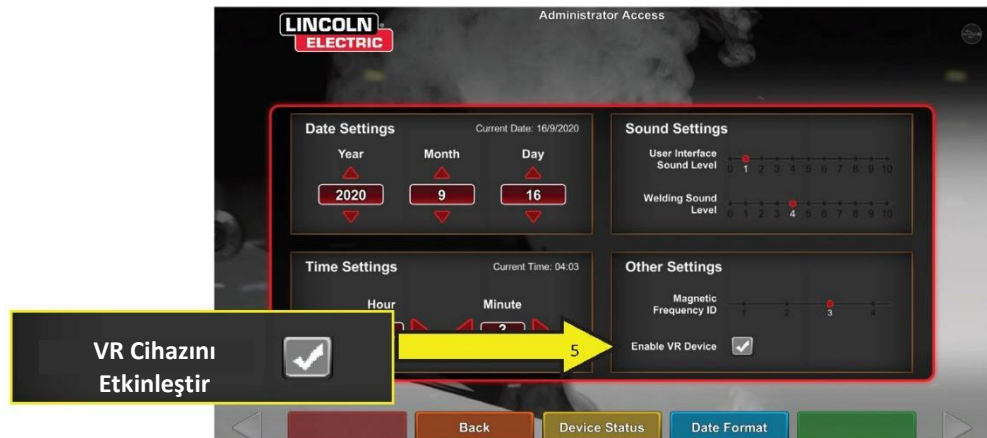 LINCOLN
ELECTRIC
Administrator Access
Date Settings
Current Date: 16/9/2020
Year
Month
Day
2020
9
16
Sound Settings
User Interface
Sound Level
0 1 2 3 4 5 6 7 8 9 10
Welding Sound
Level
0 1 2 3 4 5 6 7 8 9 10
Time Settings
Current Time: 04:03
Hour
Minute
Other Settings
Magnetic
Frequency ID
1 2 3 4
Enable VR Device
5
VR Cihazını
Etkinleştir
Back
Device Status
Date Format